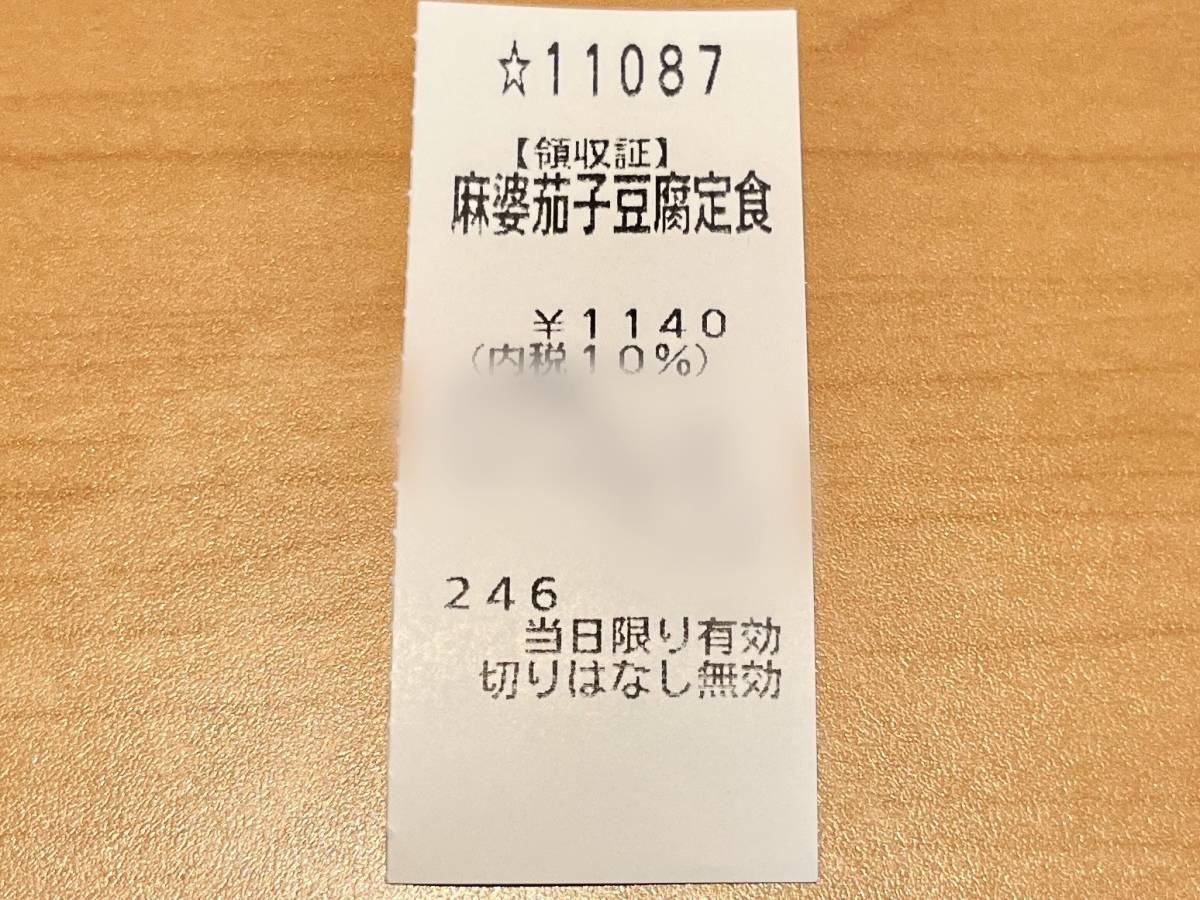 ☆11087
【領収証】
麻婆茄子豆腐定食
¥1140
(内税10%)
246
当日限り有効
切りはなし無効